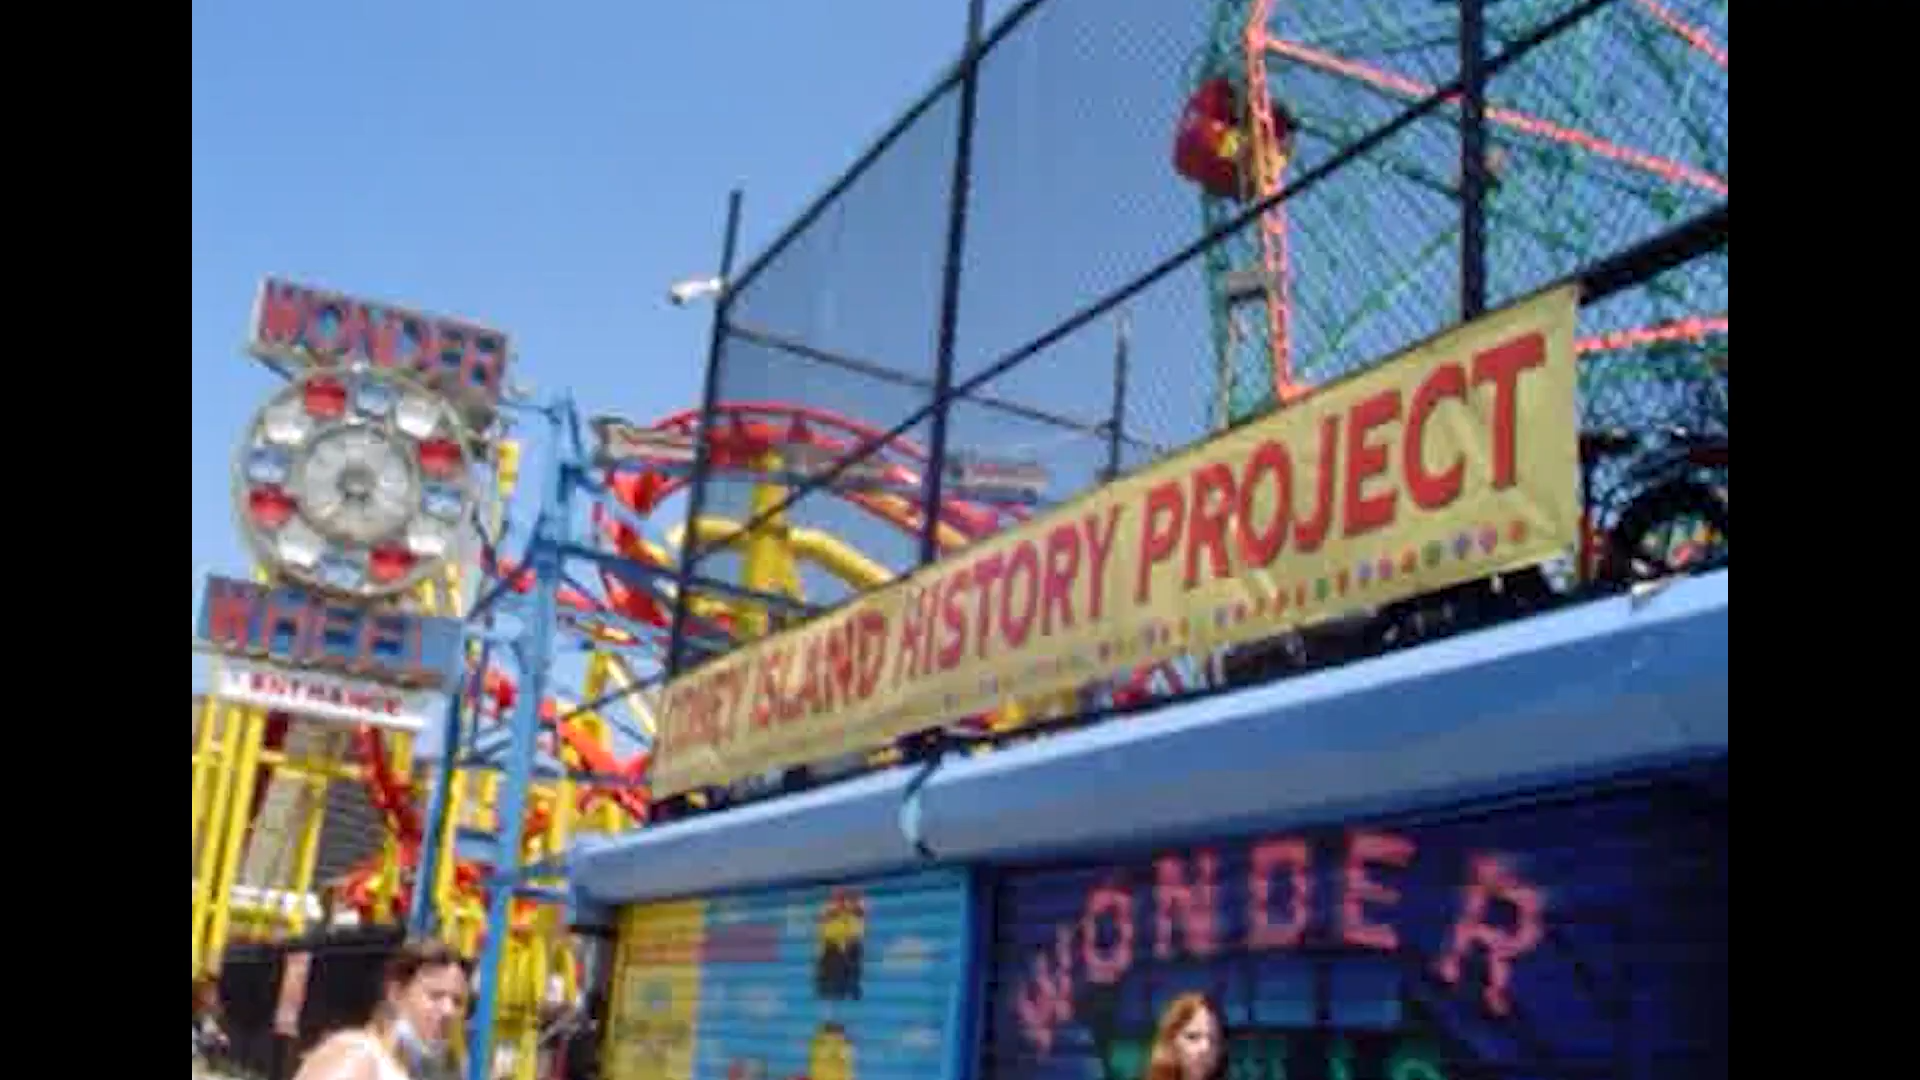 WONDER
WHEEL
ENTRANCE
CONEY ISLAND HISTORY PROJECT
WONDER